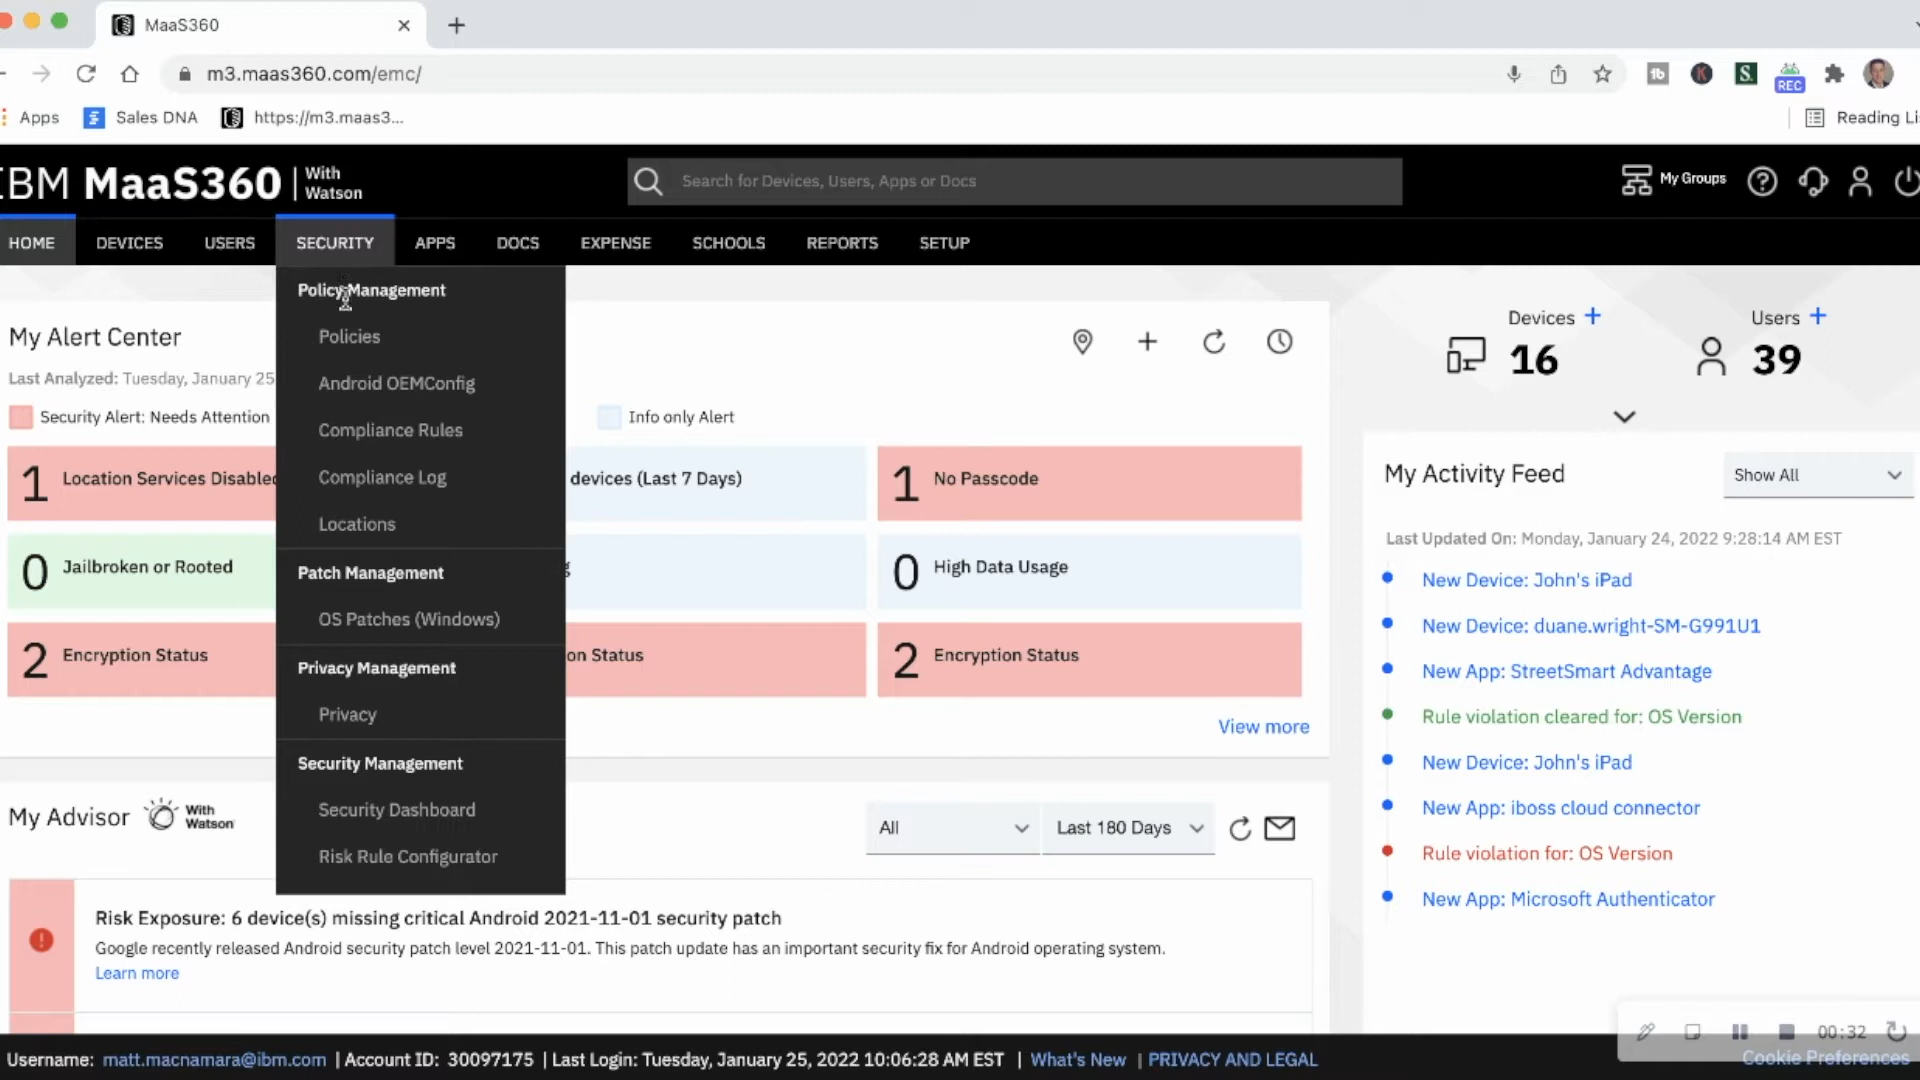 MaaS360
m3.maas360.com/emc/
REC
Apps
Sales DNA
https://m3.maas3...
Reading Li
IBM MaaS360 | With Watson
Search for Devices, Users, Apps or Docs
My Groups
HOME DEVICES USERS SECURITY APPS DOCS EXPENSE SCHOOLS REPORTS SETUP
Policy Management
Policies
Android OEMConfig
Compliance Rules
Compliance Log
Locations
Patch Management
OS Patches (Windows)
Privacy Management
Privacy
Security Management
Security Dashboard
Risk Rule Configurator
My Alert Center
Last Analyzed: Tuesday, January 25
Security Alert: Needs Attention
Info only Alert
1 Location Services Disabled
devices (Last 7 Days)
1 No Passcode
0 Jailbroken or Rooted
g
0 High Data Usage
2 Encryption Status
on Status
2 Encryption Status
View more
Devices +
16
Users +
39
My Activity Feed
Show All
Last Updated On: Monday, January 24, 2022 9:28:14 AM EST
New Device: John's iPad
New Device: duane.wright-SM-G991U1
New App: StreetSmart Advantage
Rule violation cleared for: OS Version
New Device: John's iPad
New App: iboss cloud connector
Rule violation for: OS Version
New App: Microsoft Authenticator
My Advisor With Watson
All
Last 180 Days
Risk Exposure: 6 device(s) missing critical Android 2021-11-01 security patch
Google recently released Android security patch level 2021-11-01. This patch update has an important security fix for Android operating system.
Learn more
00:32
Username: matt.macnamara@ibm.com | Account ID: 30097175 | Last Login: Tuesday, January 25, 2022 10:06:28 AM EST | What's New | PRIVACY AND LEGAL
Cookie Preferences